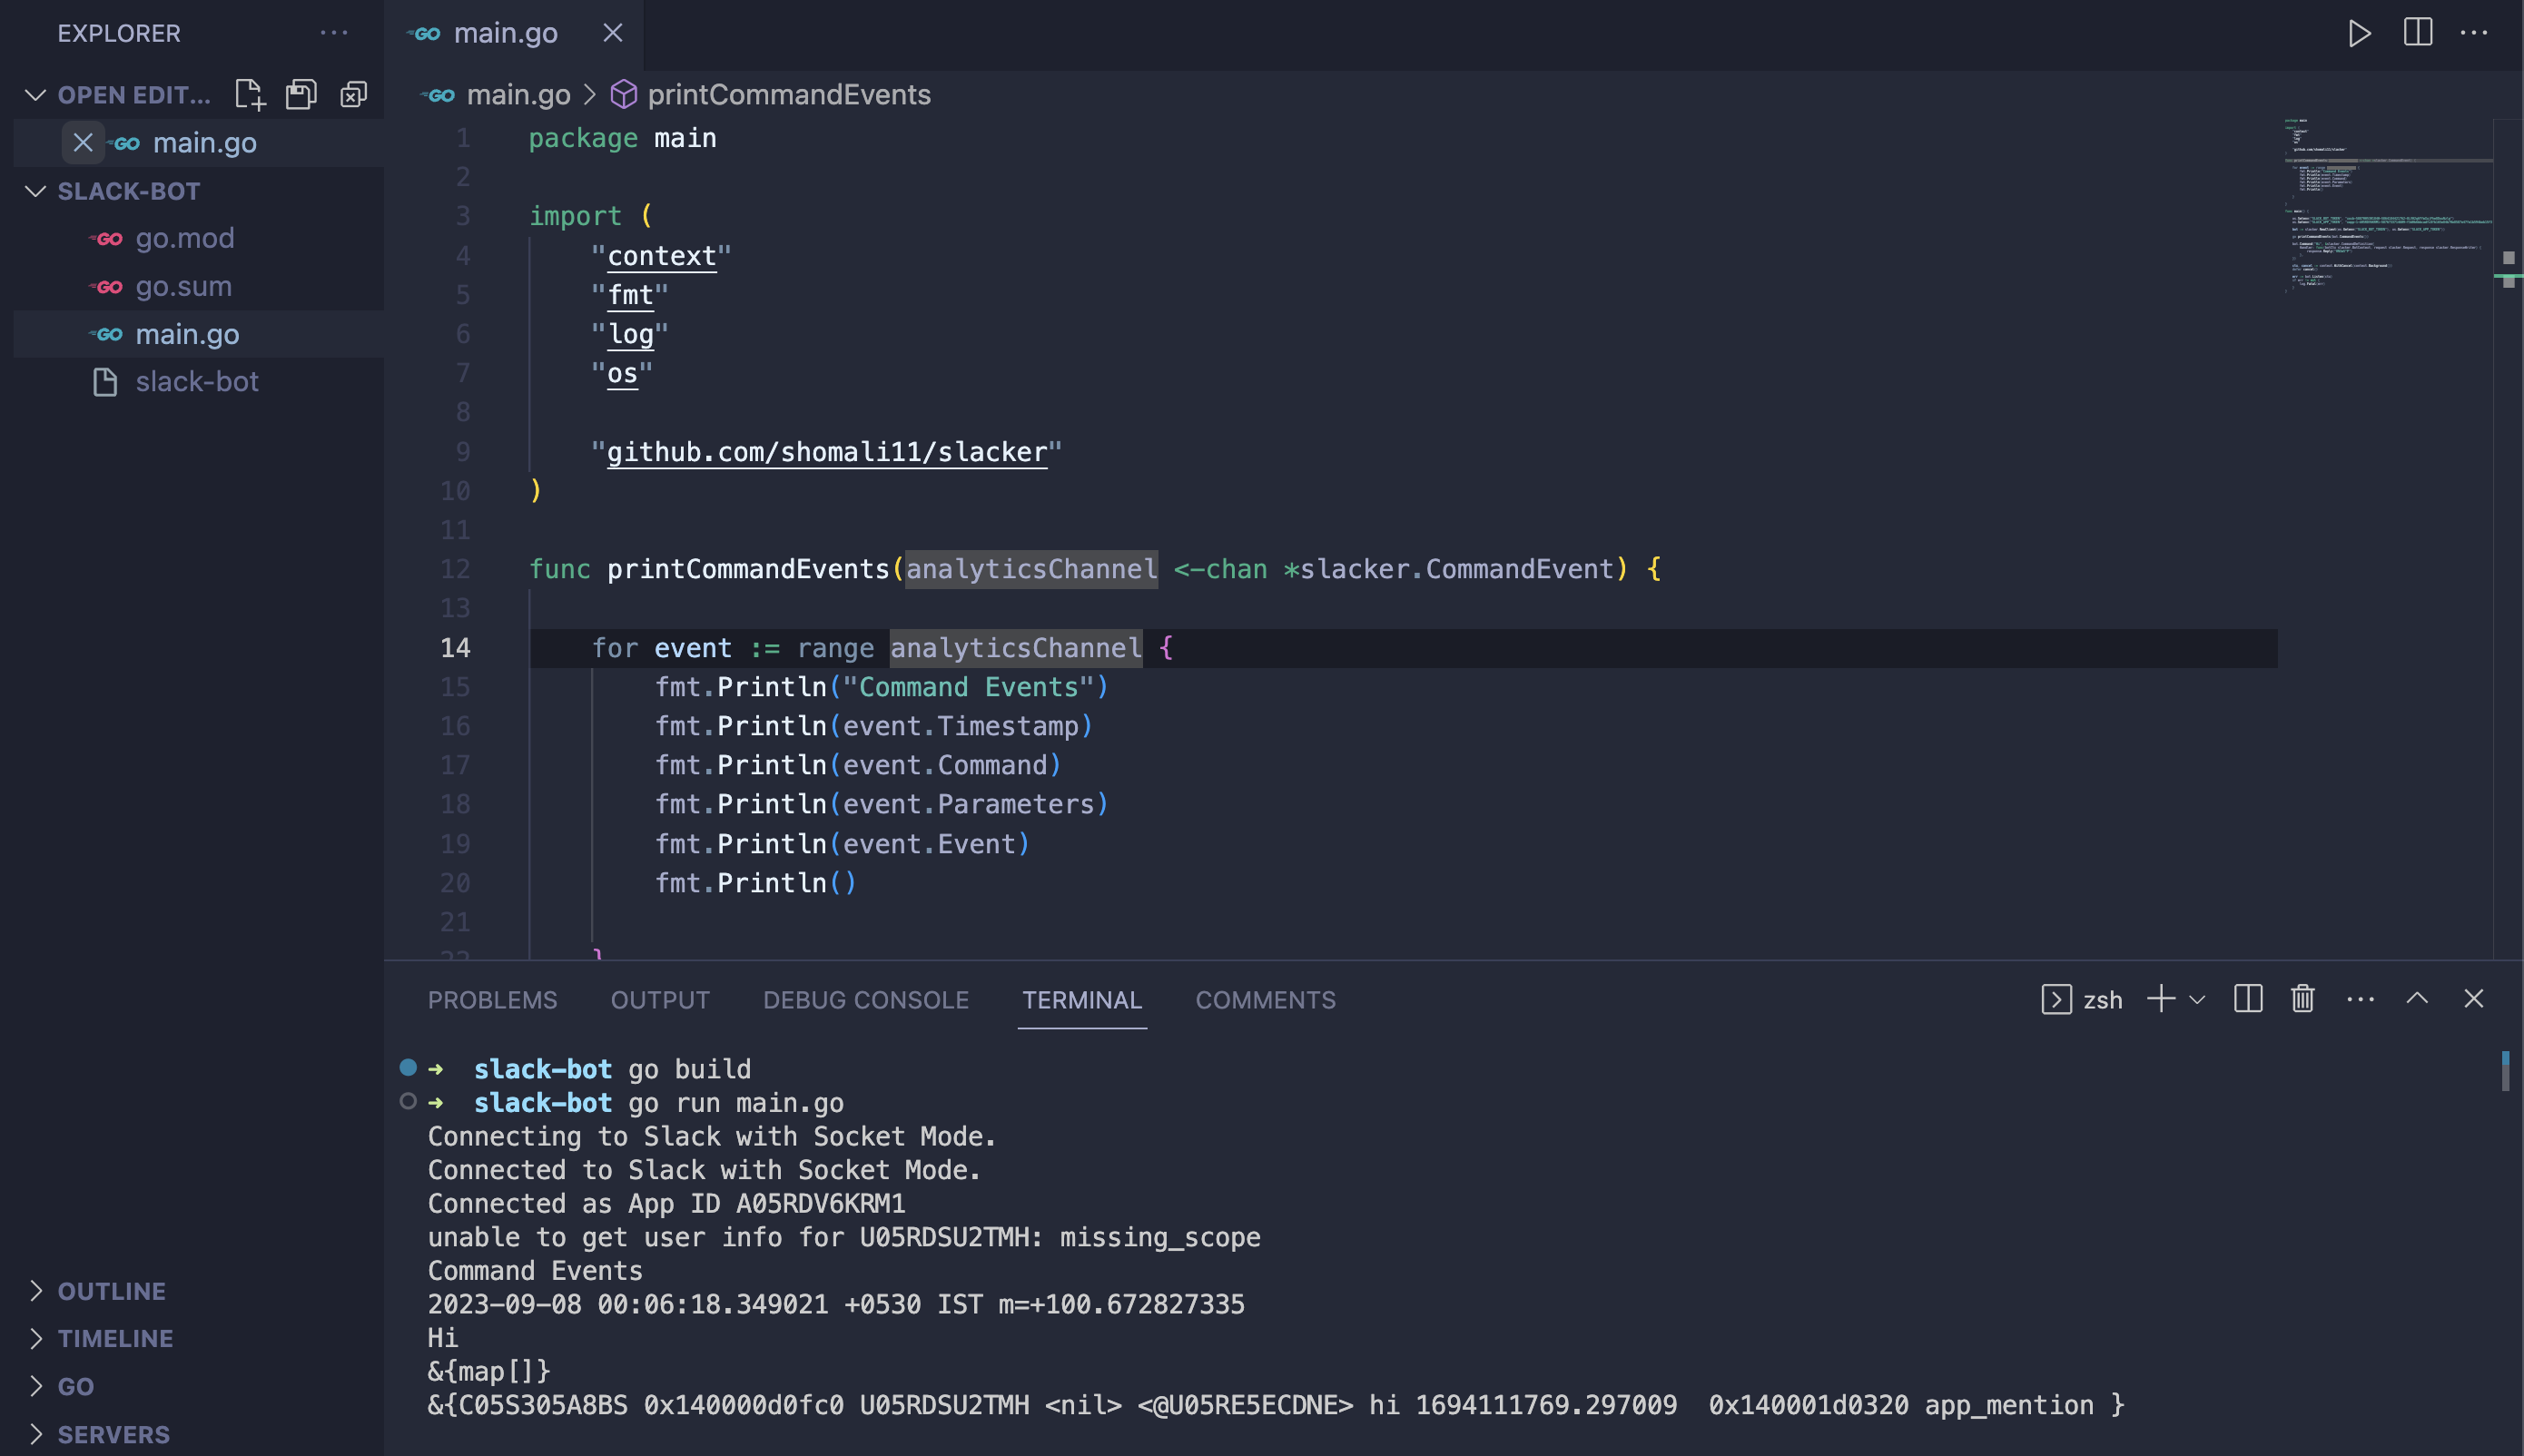 EXPLORER
OPEN EDIT...
main.go
SLACK-BOT
go.mod
go.sum
main.go
slack-bot
OUTLINE
TIMELINE
GO
SERVERS
main.go
main.go > printCommandEvents
1 package main
2
3 import (
4 "context"
5 "fmt"
6 "log"
7 "os"
8
9 "github.com/shomali11/slacker"
10 )
11
12 func printCommandEvents(analyticsChannel <-chan *slacker.CommandEvent) {
13
14 for event := range analyticsChannel {
15 fmt.Println("Command Events")
16 fmt.Println(event.Timestamp)
17 fmt.Println(event.Command)
18 fmt.Println(event.Parameters)
19 fmt.Println(event.Event)
20 fmt.Println()
21
22 }
PROBLEMS OUTPUT DEBUG CONSOLE TERMINAL COMMENTS zsh
➜ slack-bot go build
➜ slack-bot go run main.go
Connecting to Slack with Socket Mode.
Connected to Slack with Socket Mode.
Connected as App ID A05RDV6KRM1
unable to get user info for U05RDSU2TMH: missing_scope
Command Events
2023-09-08 00:06:18.349021 +0530 IST m=+100.672827335
Hi
&{map[]}
&{C05S305A8BS 0x140000d0fc0 U05RDSU2TMH <nil> <@U05RE5ECDNE> hi 1694111769.297009  0x140001d0320 app_mention }